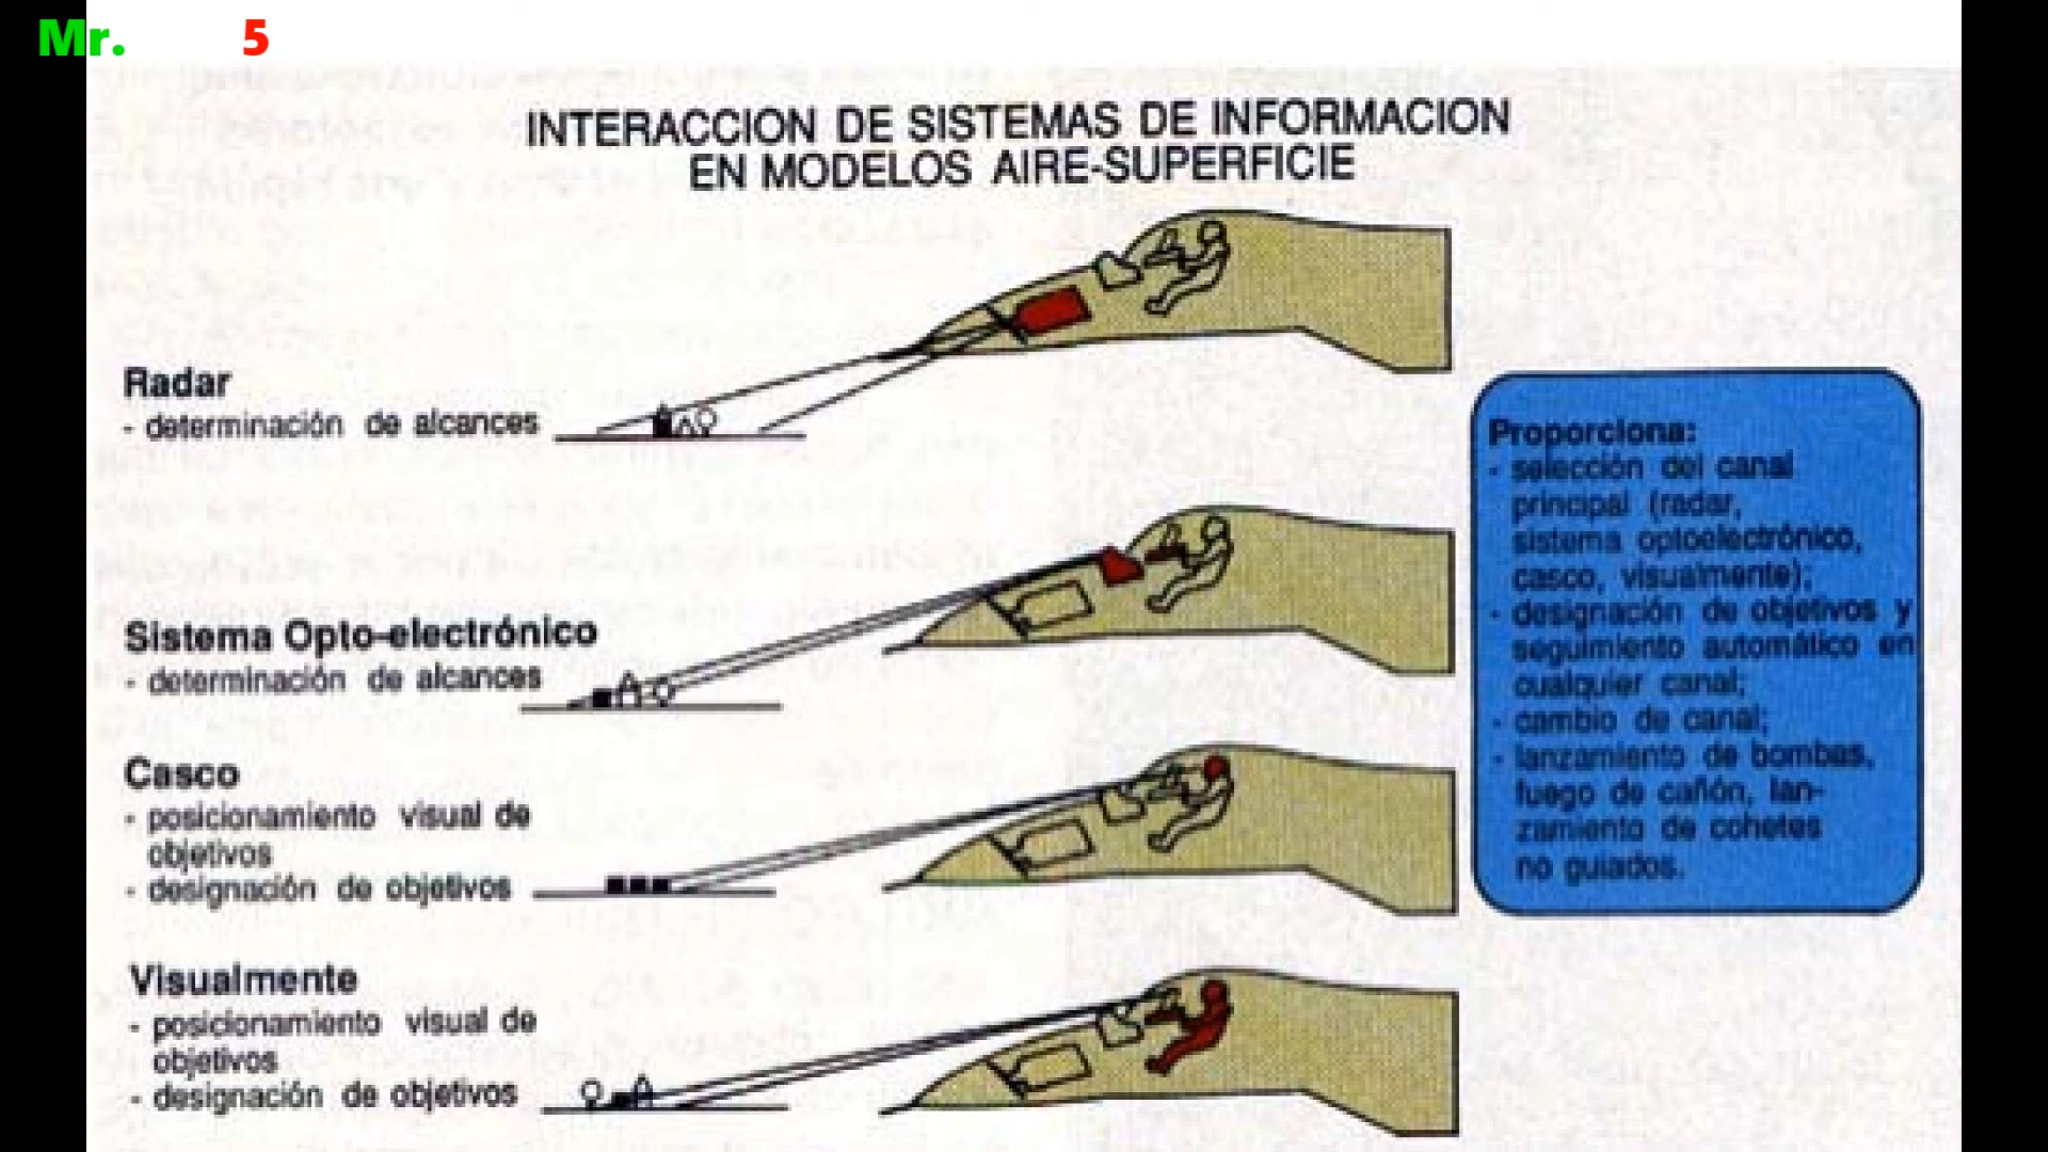 Mr. 5
INTERACCION DE SISTEMAS DE INFORMACION
EN MODELOS AIRE-SUPERFICIE
Radar
- determinación de alcances
Sistema Opto-electrónico
- determinación de alcances
Casco
- posicionamiento visual de
objetivos
- designación de objetivos
Visualmente
- posicionamiento visual de
objetivos
- designación de objetivos
Proporciona:
- selección del canal
principal (radar,
sistema optoelectrónico,
casco, visualmente);
- designación de objetivos y
seguimiento automático en
cualquier canal;
- cambio de canal;
- lanzamiento de bombas,
fuego de cañón, lan-
zamiento de cohetes
no guiados.